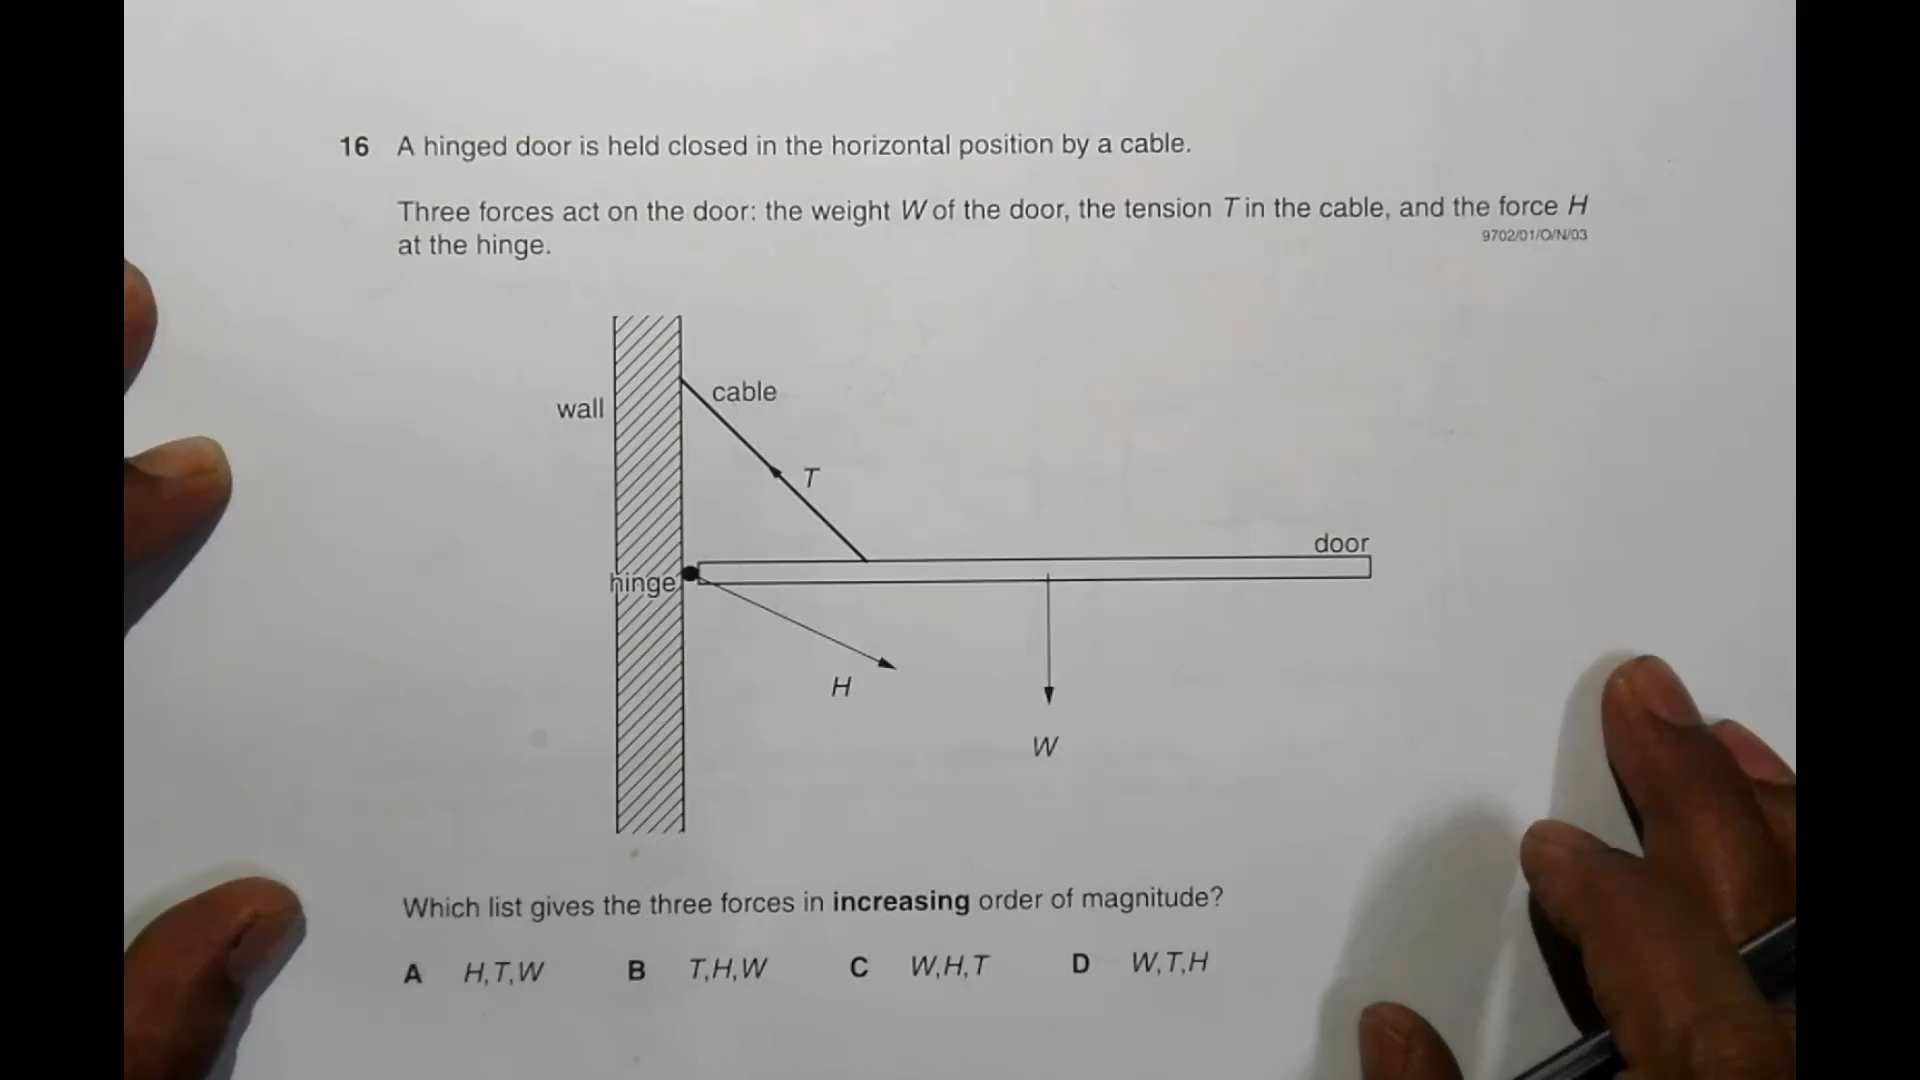 16 A hinged door is held closed in the horizontal position by a cable.
Three forces act on the door: the weight W of the door, the tension T in the cable, and the force H
at the hinge.
9702/01/O/N/03
cable
wall
T
door
hinge
H
W
Which list gives the three forces in increasing order of magnitude?
A H,T,W B T,H,W C W,H,T D W,T,H